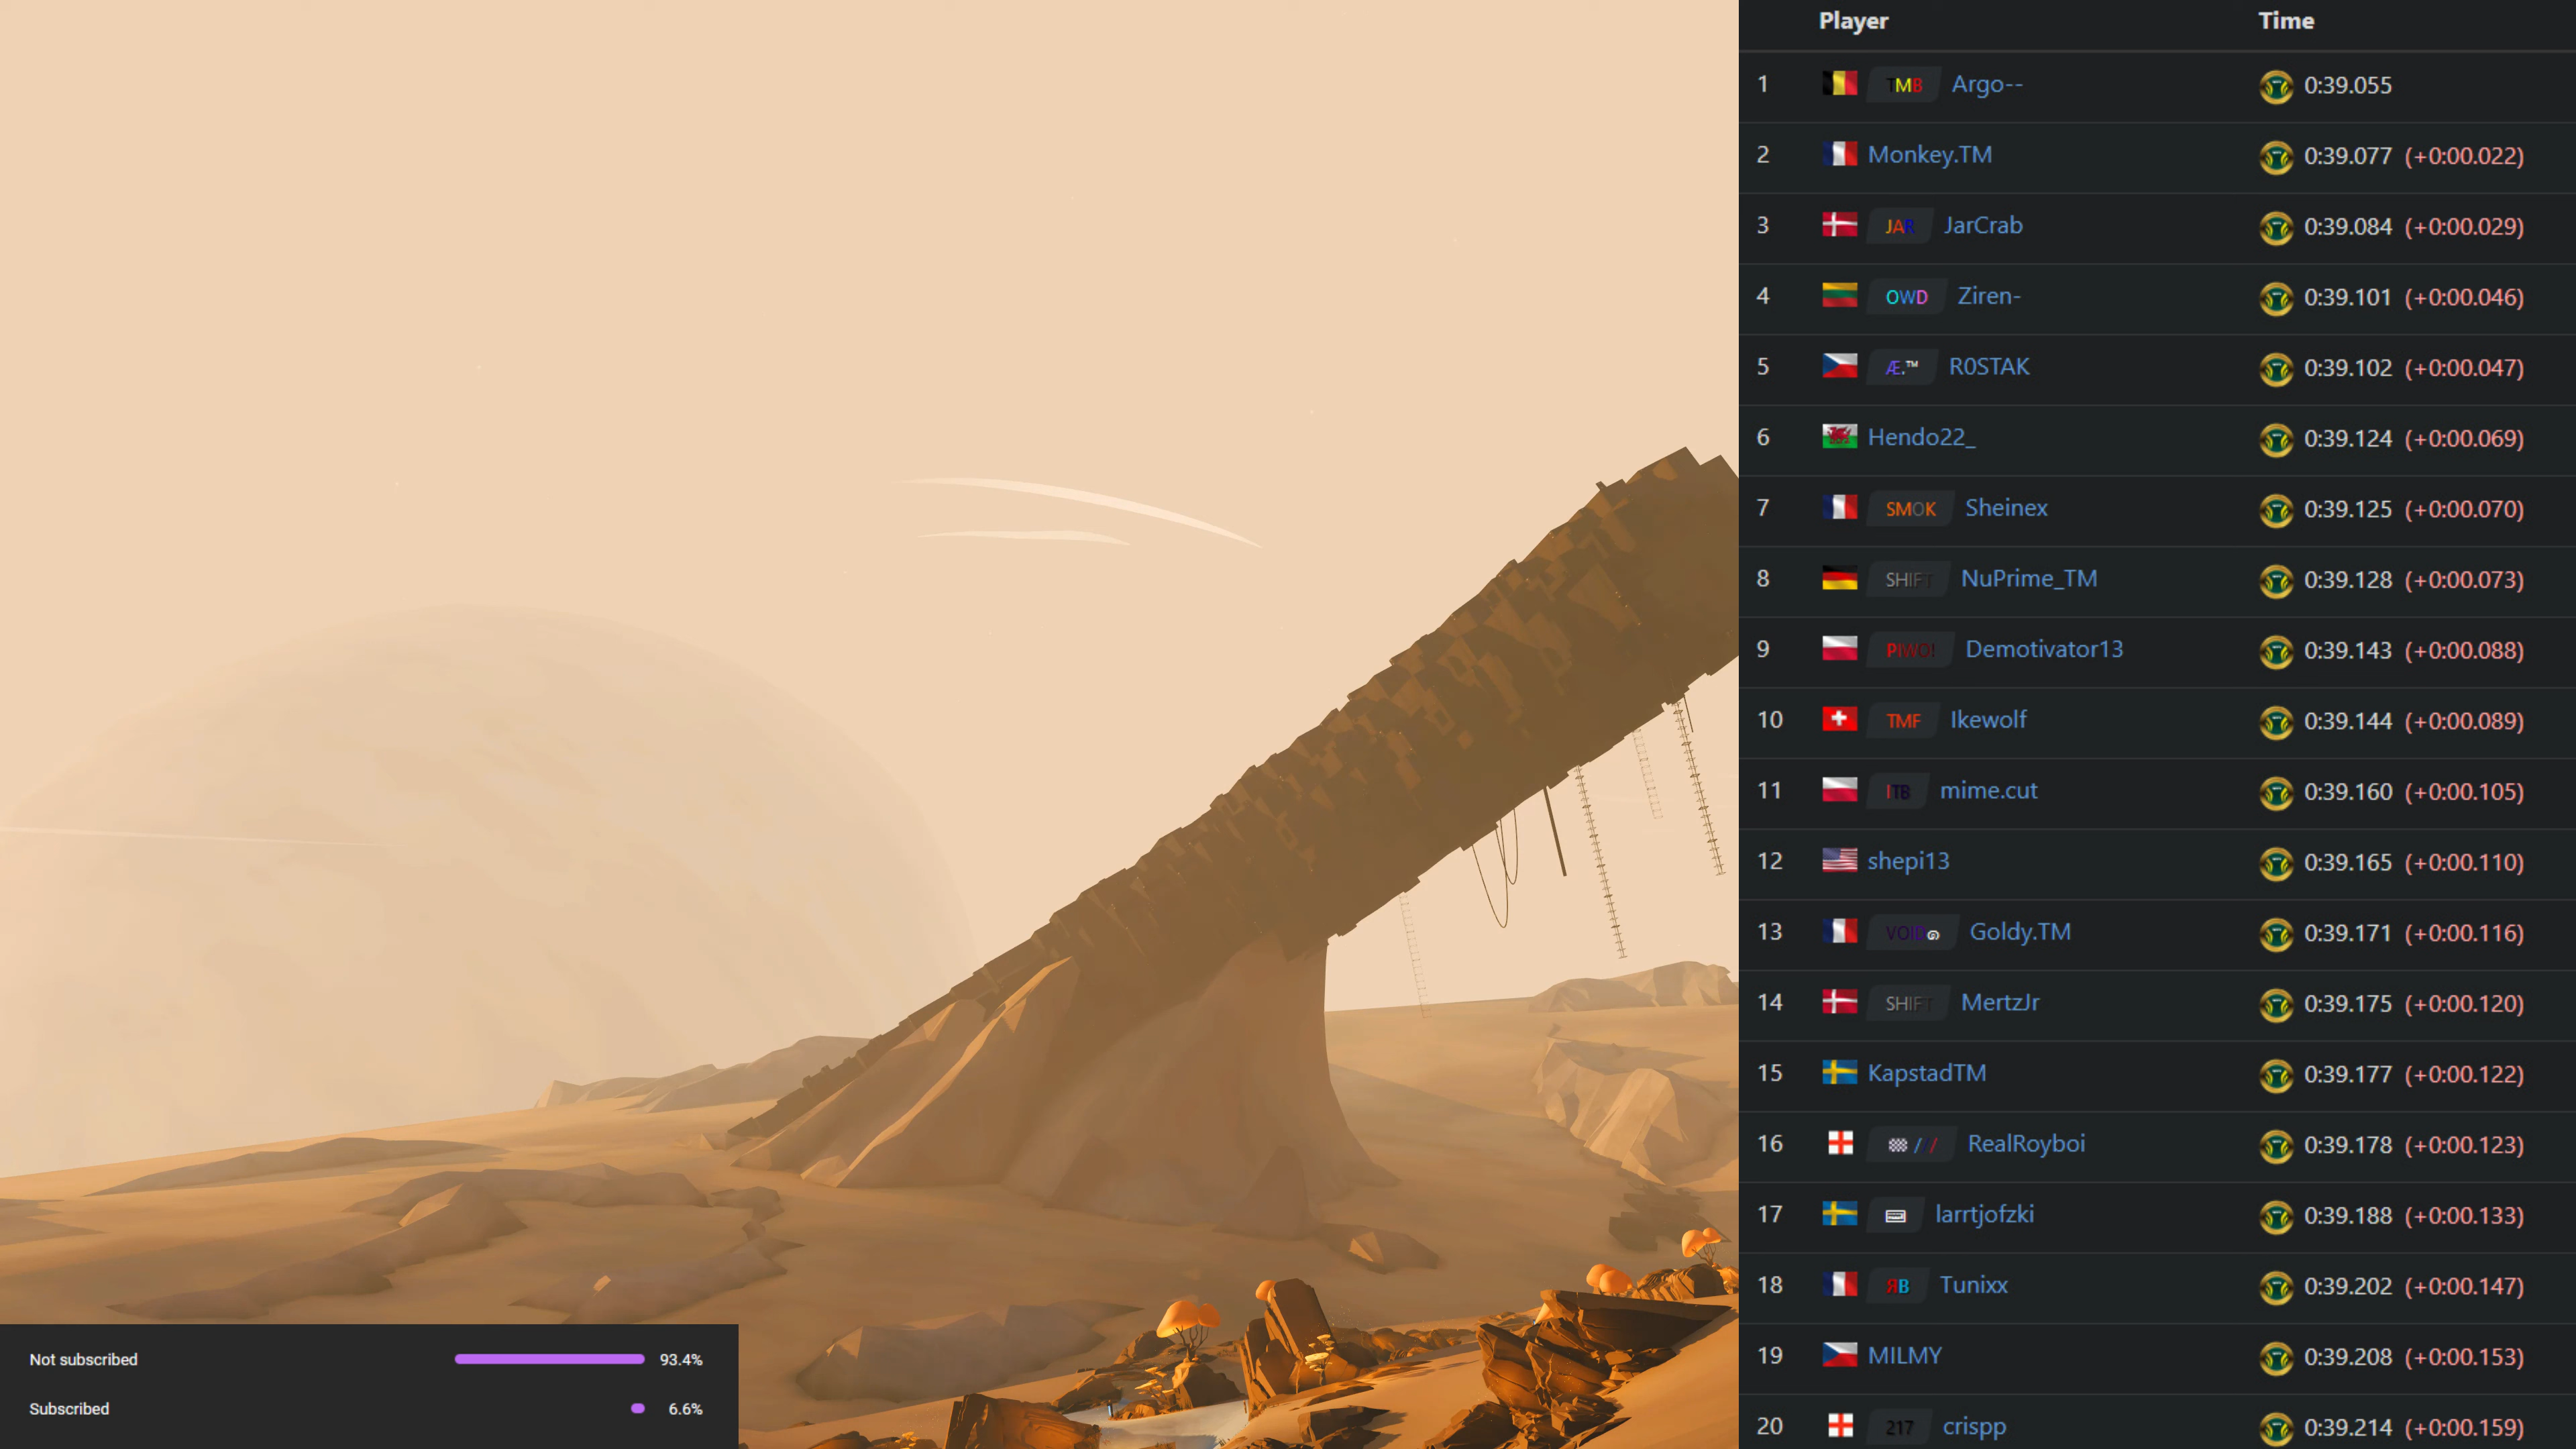 Player Time
1 TMB Argo-- 0:39.055
2 Monkey.TM 0:39.077 (+0:00.022)
3 JAR JarCrab 0:39.084 (+0:00.029)
4 OWD Ziren- 0:39.101 (+0:00.046)
5 Æ.™ R0STAK 0:39.102 (+0:00.047)
6 Hendo22_ 0:39.124 (+0:00.069)
7 SMOK Sheinex 0:39.125 (+0:00.070)
8 SHIFT NuPrime_TM 0:39.128 (+0:00.073)
9 PIWO! Demotivator13 0:39.143 (+0:00.088)
10 TMF Ikewolf 0:39.144 (+0:00.089)
11 ITB mime.cut 0:39.160 (+0:00.105)
12 shepi13 0:39.165 (+0:00.110)
13 VOID Goldy.TM 0:39.171 (+0:00.116)
14 SHIFT MertzJr 0:39.175 (+0:00.120)
15 KapstadTM 0:39.177 (+0:00.122)
16 // RealRoyboi 0:39.178 (+0:00.123)
17 larrtjofzki 0:39.188 (+0:00.133)
18 ЯB Tunixx 0:39.202 (+0:00.147)
19 MILMY 0:39.208 (+0:00.153)
20 217 crispp 0:39.214 (+0:00.159)
Not subscribed 93.4%
Subscribed 6.6%